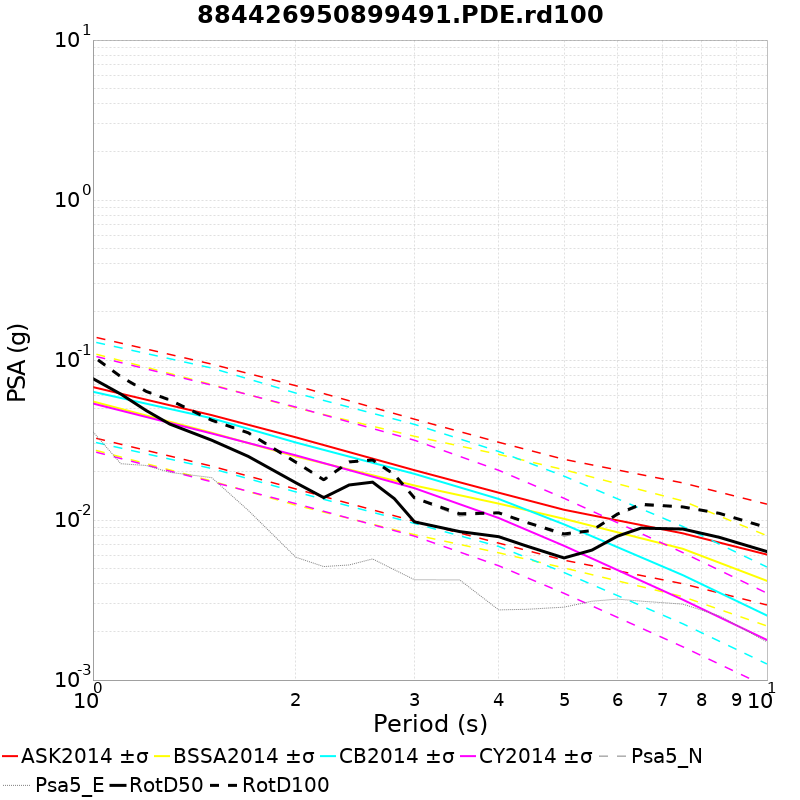 884426950899491.PDE.rd100
10^1
10^0
10^-1
10^-2
10^-3
PSA (g)
10^0 2 3 4 5 6 7 8 9 10^1
Period (s)
ASK2014 ±σ BSSA2014 ±σ CB2014 ±σ CY2014 ±σ Psa5_N
Psa5_E RotD50 RotD100